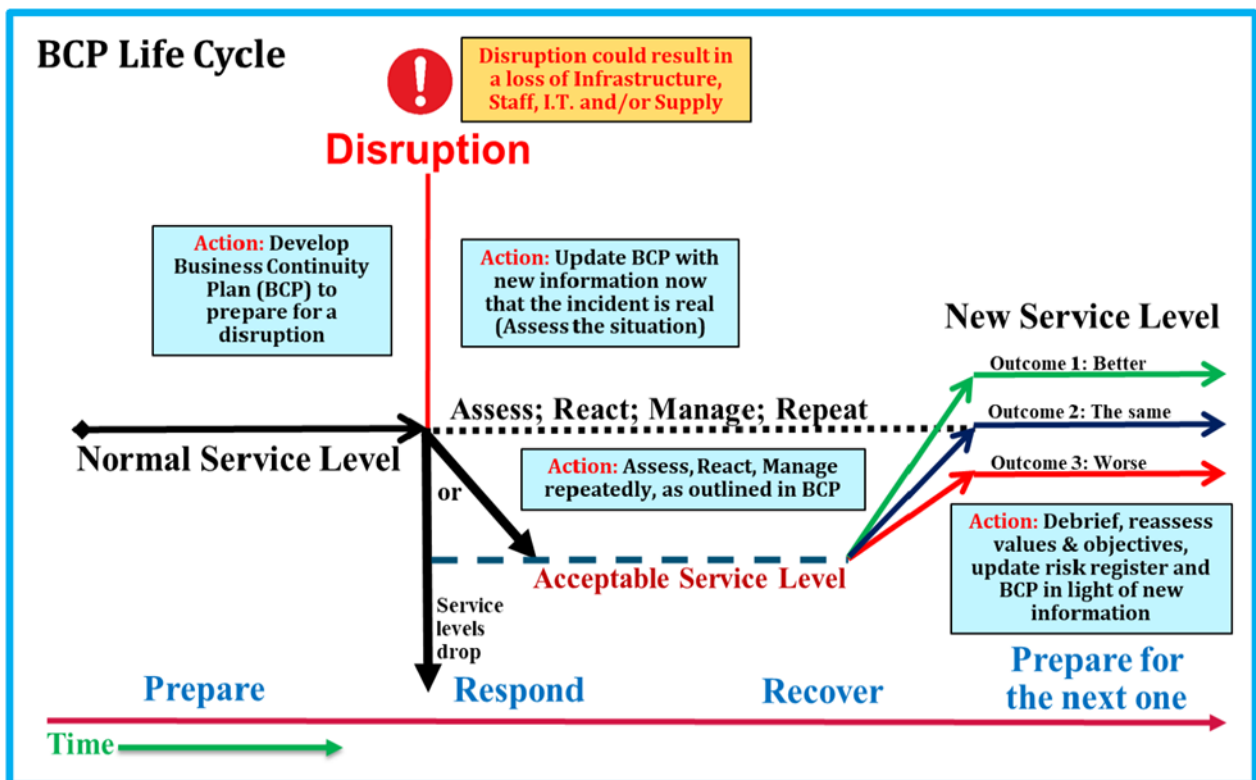 BCP Life Cycle
Disruption could result in
a loss of Infrastructure,
Staff, I.T. and/or Supply
Disruption
Action: Develop
Business Continuity
Plan (BCP) to
prepare for a
disruption
Action: Update BCP with
new information now
that the incident is real
(Assess the situation)
New Service Level
Outcome 1: Better
Assess; React; Manage; Repeat
Outcome 2: The same
Normal Service Level
Outcome 3: Worse
or
Action: Assess, React, Manage
repeatedly, as outlined in BCP
Action: Debrief, reassess
values & objectives,
update risk register and
BCP in light of new
information
Acceptable Service Level
Service
levels
drop
Prepare
Respond
Recover
Prepare for
the next one
Time